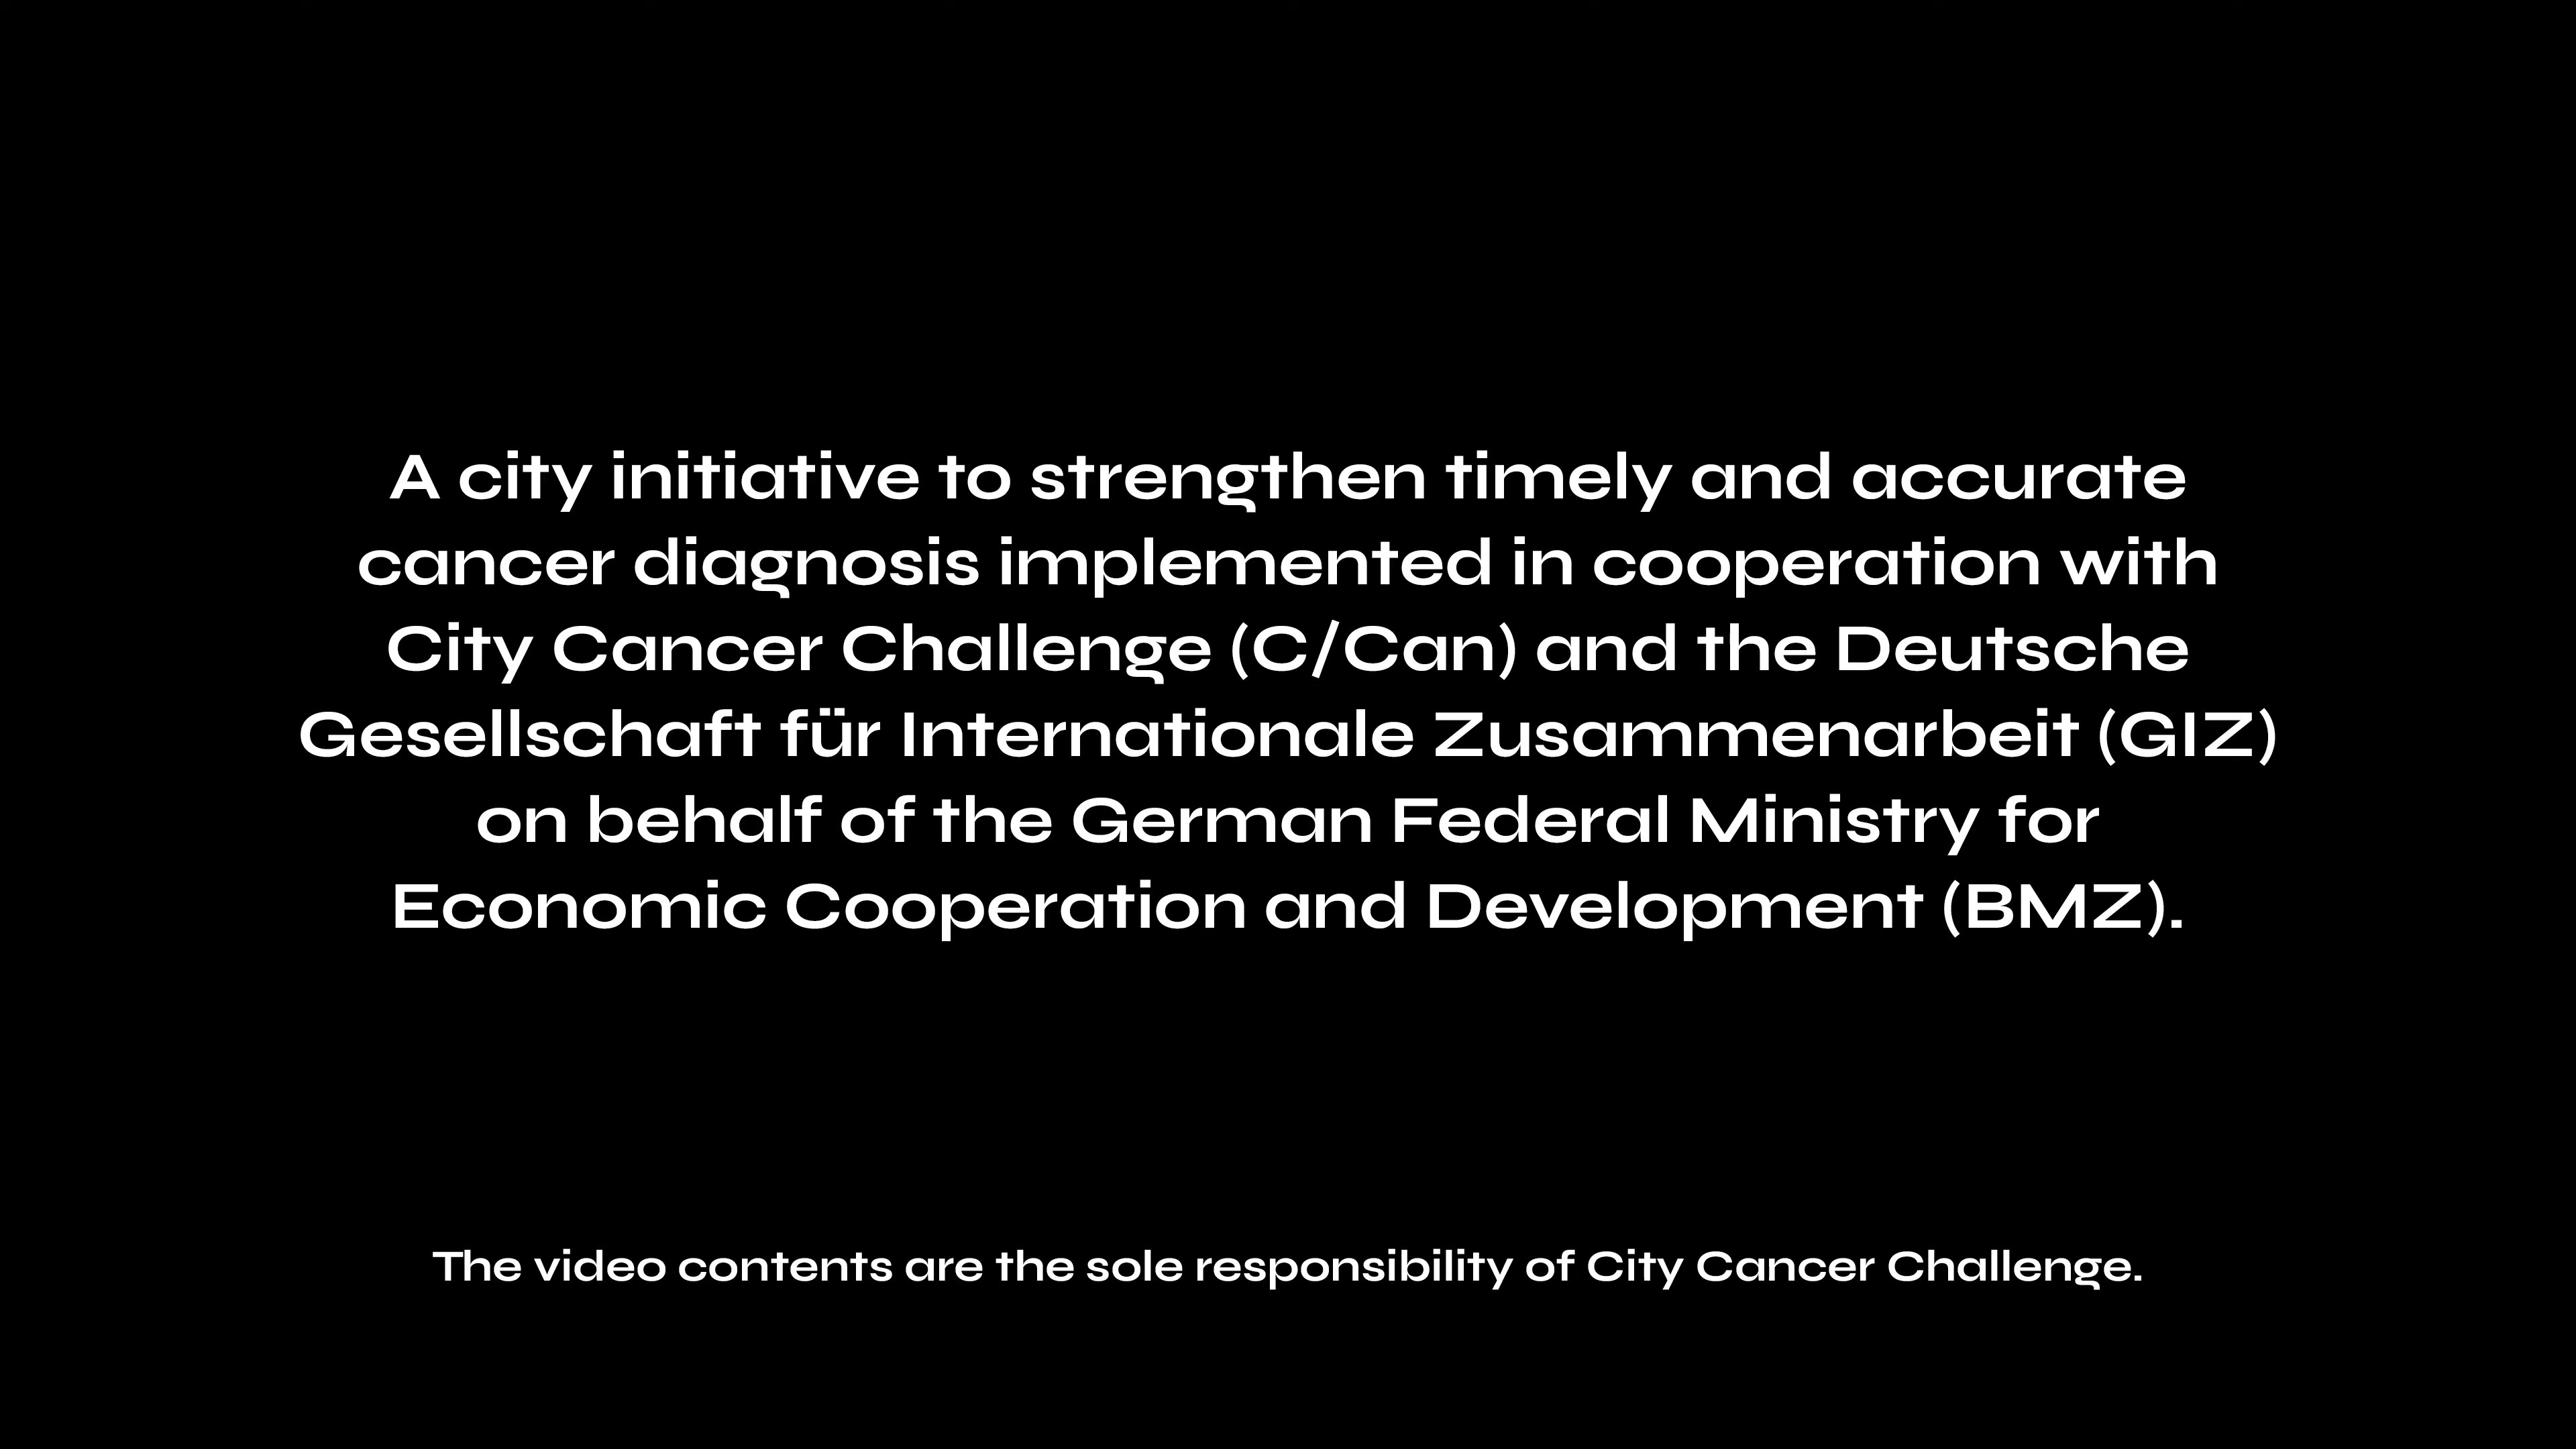 A city initiative to strengthen timely and accurate
cancer diagnosis implemented in cooperation with
City Cancer Challenge (C/Can) and the Deutsche
Gesellschaft für Internationale Zusammenarbeit (GIZ)
on behalf of the German Federal Ministry for
Economic Cooperation and Development (BMZ).
The video contents are the sole responsibility of City Cancer Challenge.